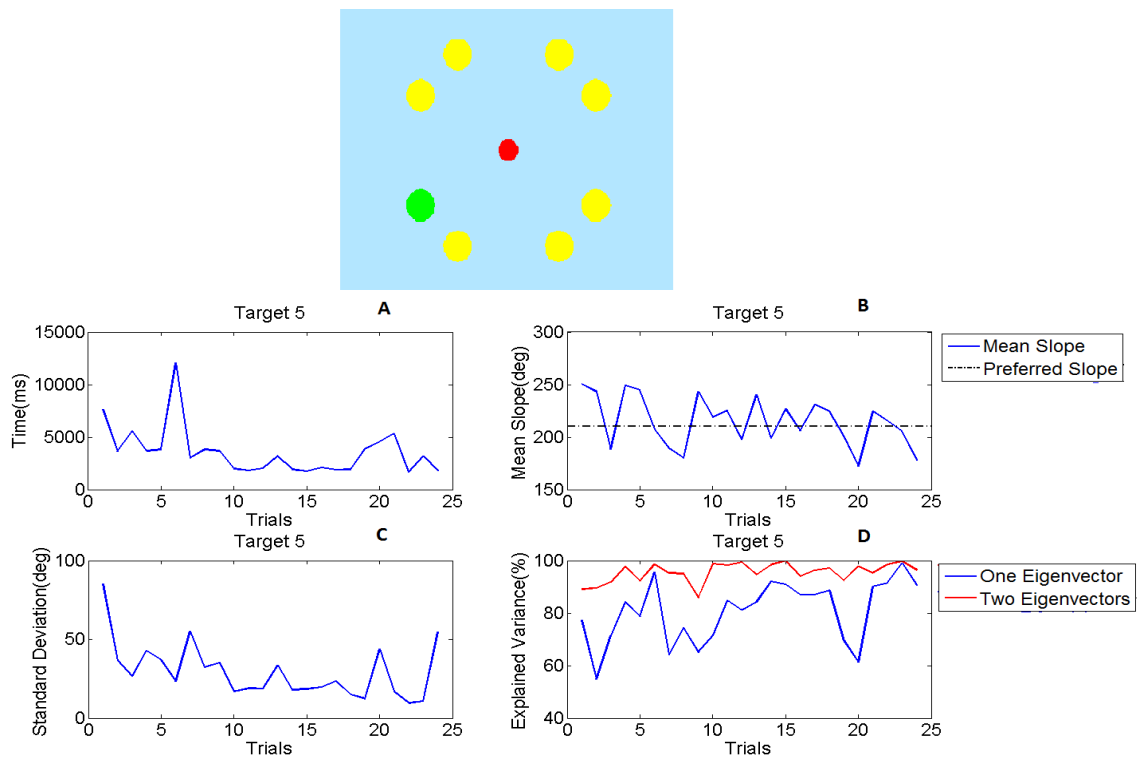 Target 5
A
15000
10000
5000
0
Time(ms)
0
5
10
15
20
25
Trials
Target 5
B
300
250
200
150
Mean Slope(deg)
0
5
10
15
20
25
Trials
Mean Slope
Preferred Slope
Target 5
C
100
50
0
Standard Deviation(deg)
0
5
10
15
20
25
Trials
Target 5
D
100
80
60
40
Explained Variance(%)
0
5
10
15
20
25
Trials
One Eigenvector
Two Eigenvectors